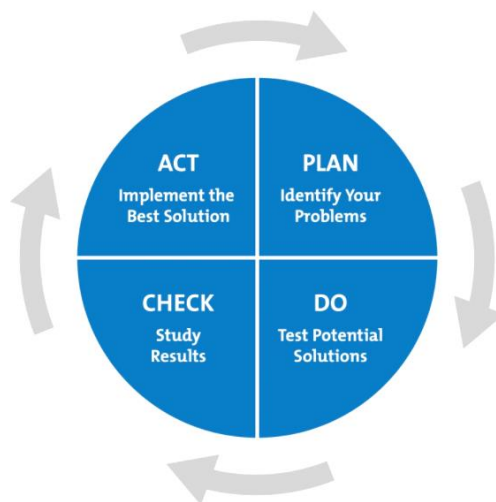 ACT
Implement the
Best Solution
PLAN
Identify Your
Problems
CHECK
Study
Results
DO
Test Potential
Solutions